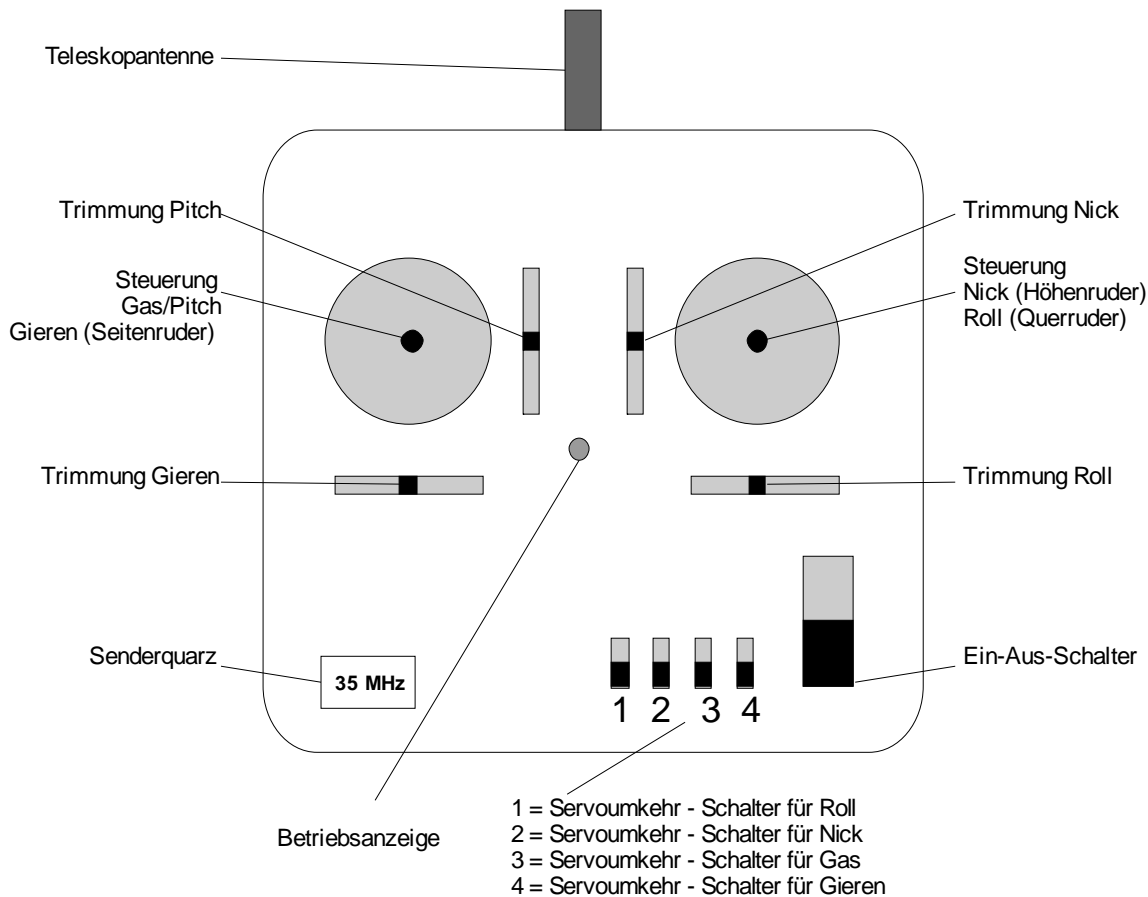 Teleskopantenne
Trimmung Pitch
Trimmung Nick
Steuerung
Gas/Pitch
Gieren (Seitenruder)
Steuerung
Nick (Höhenruder)
Roll (Querruder)
Trimmung Gieren
Trimmung Roll
Senderquarz
35 MHz
Ein-Aus-Schalter
1 2 3 4
Betriebsanzeige
1 = Servoumkehr - Schalter für Roll
2 = Servoumkehr - Schalter für Nick
3 = Servoumkehr - Schalter für Gas
4 = Servoumkehr - Schalter für Gieren